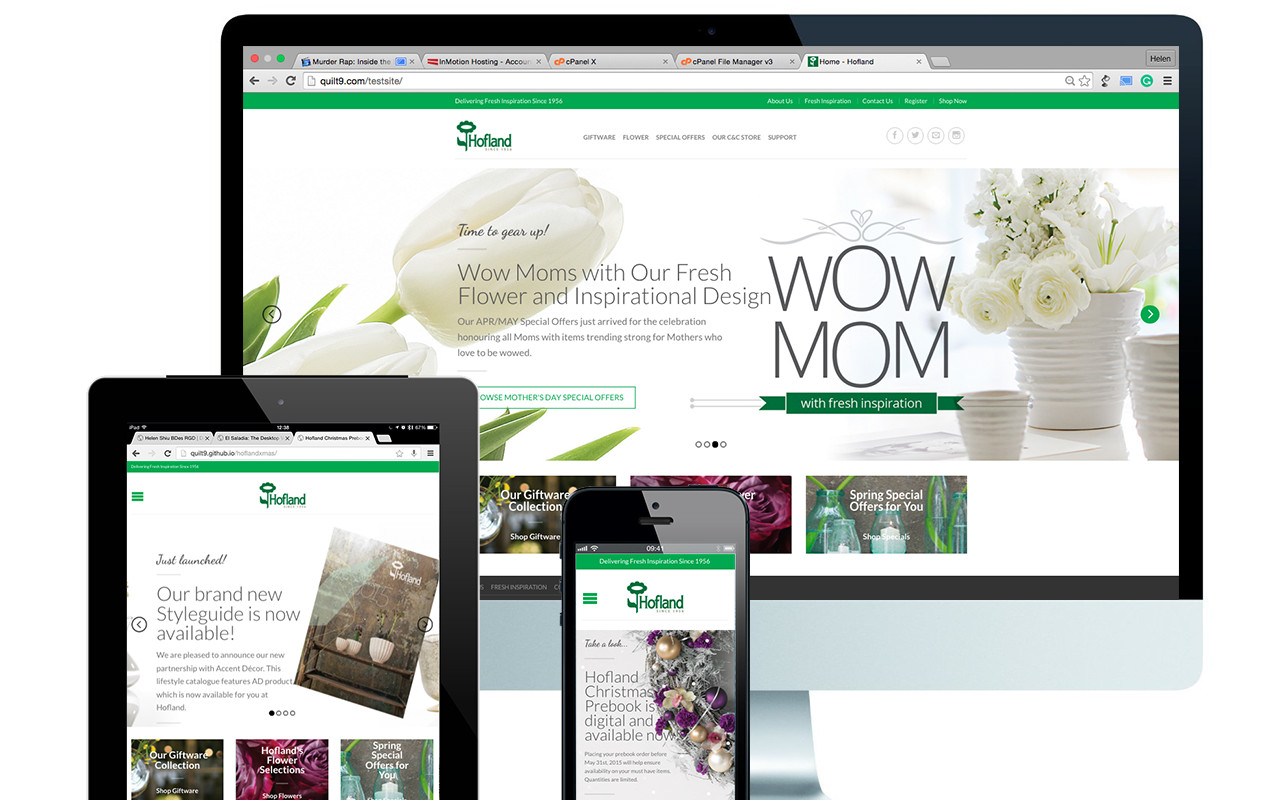 Murder Rap: Inside the
InMotion Hosting - Accoun
cPanel X
cPanel File Manager v3
Home - Hofland
Helen
quilt9.com/testsite/
Delivering Fresh Inspiration Since 1956
About Us
Fresh Inspiration
Contact Us
Register
Shop Now
Hofland
SINCE 1956
GIFTWARE
FLOWER
SPECIAL OFFERS
OUR C&C STORE
SUPPORT
Time to gear up!
Wow Moms with Our Fresh
Flower and Inspirational Design
Our APR/MAY Special Offers just arrived for the celebration
honouring all Moms with items trending strong for Mothers who
love to be wowed.
OWSE MOTHER'S DAY SPECIAL OFFERS
WOW
MOM
with fresh inspiration
Our Giftware
Collection
Shop Giftware
Spring Special
Offers for You
Shop Specials
FRESH INSPIRATION
iPad
12:38
67%
Helen Shiu BDes RGD | D
El Saladia: The Desktop S
Hofland Christmas Prebo
quilt9.github.io/hoflandxmas/
Delivering Fresh Inspiration Since 1956
Hofland
SINCE 1956
Just launched!
Our brand new
Styleguide is now
available!
We are pleased to announce our new
partnership with Accent Décor. This
lifestyle catalogue features AD product
which is now available for you at
Hofland.
Hofland
Our Giftware
Collection
Shop Giftware
Hofland's
Flower
Selections
Shop Flowers
Spring
Special
Offers for
You
09:41
Delivering Fresh Inspiration Since 1956
Hofland
SINCE 1956
Take a look...
Hofland
Christmas
Prebook is
digital and
available now
Placing your prebook order before
May 31st, 2015 will help ensure
availability on your must have items.
Quantities are limited.